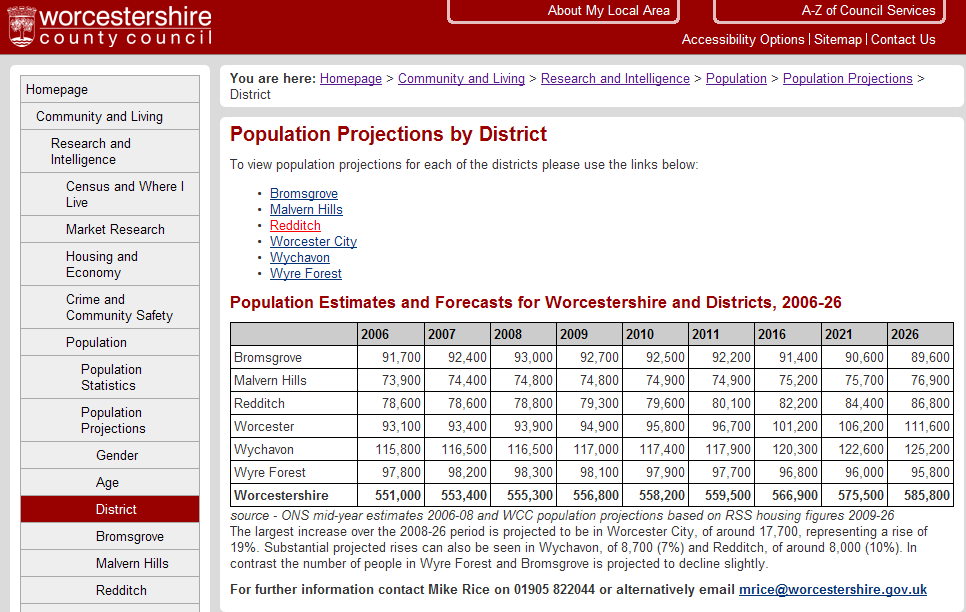 worcestershire
county council
About My Local Area
A-Z of Council Services
Accessibility Options | Sitemap | Contact Us
Homepage
Community and Living
Research and
Intelligence
Census and Where I
Live
Market Research
Housing and
Economy
Crime and
Community Safety
Population
Population
Statistics
Population
Projections
Gender
Age
District
Bromsgrove
Malvern Hills
Redditch
You are here: Homepage > Community and Living > Research and Intelligence > Population > Population Projections >
District
Population Projections by District
To view population projections for each of the districts please use the links below:
• Bromsgrove
• Malvern Hills
• Redditch
• Worcester City
• Wychavon
• Wyre Forest
Population Estimates and Forecasts for Worcestershire and Districts, 2006-26
2006 2007 2008 2009 2010 2011 2016 2021 2026
Bromsgrove 91,700 92,400 93,000 92,700 92,500 92,200 91,400 90,600 89,600
Malvern Hills 73,900 74,400 74,800 74,800 74,900 74,900 75,200 75,700 76,900
Redditch 78,600 78,600 78,800 79,300 79,600 80,100 82,200 84,400 86,800
Worcester 93,100 93,400 93,900 94,900 95,800 96,700 101,200 106,200 111,600
Wychavon 115,800 116,500 116,500 117,000 117,400 117,900 120,300 122,600 125,200
Wyre Forest 97,800 98,200 98,300 98,100 97,900 97,700 96,800 96,000 95,800
Worcestershire 551,000 553,400 555,300 556,800 558,200 559,500 566,900 575,500 585,800
source - ONS mid-year estimates 2006-08 and WCC population projections based on RSS housing figures 2009-26
The largest increase over the 2008-26 period is projected to be in Worcester City, of around 17,700, representing a rise of
19%. Substantial projected rises can also be seen in Wychavon, of 8,700 (7%) and Redditch, of around 8,000 (10%). In
contrast the number of people in Wyre Forest and Bromsgrove is projected to decline slightly.
For further information contact Mike Rice on 01905 822044 or alternatively email mrice@worcestershire.gov.uk